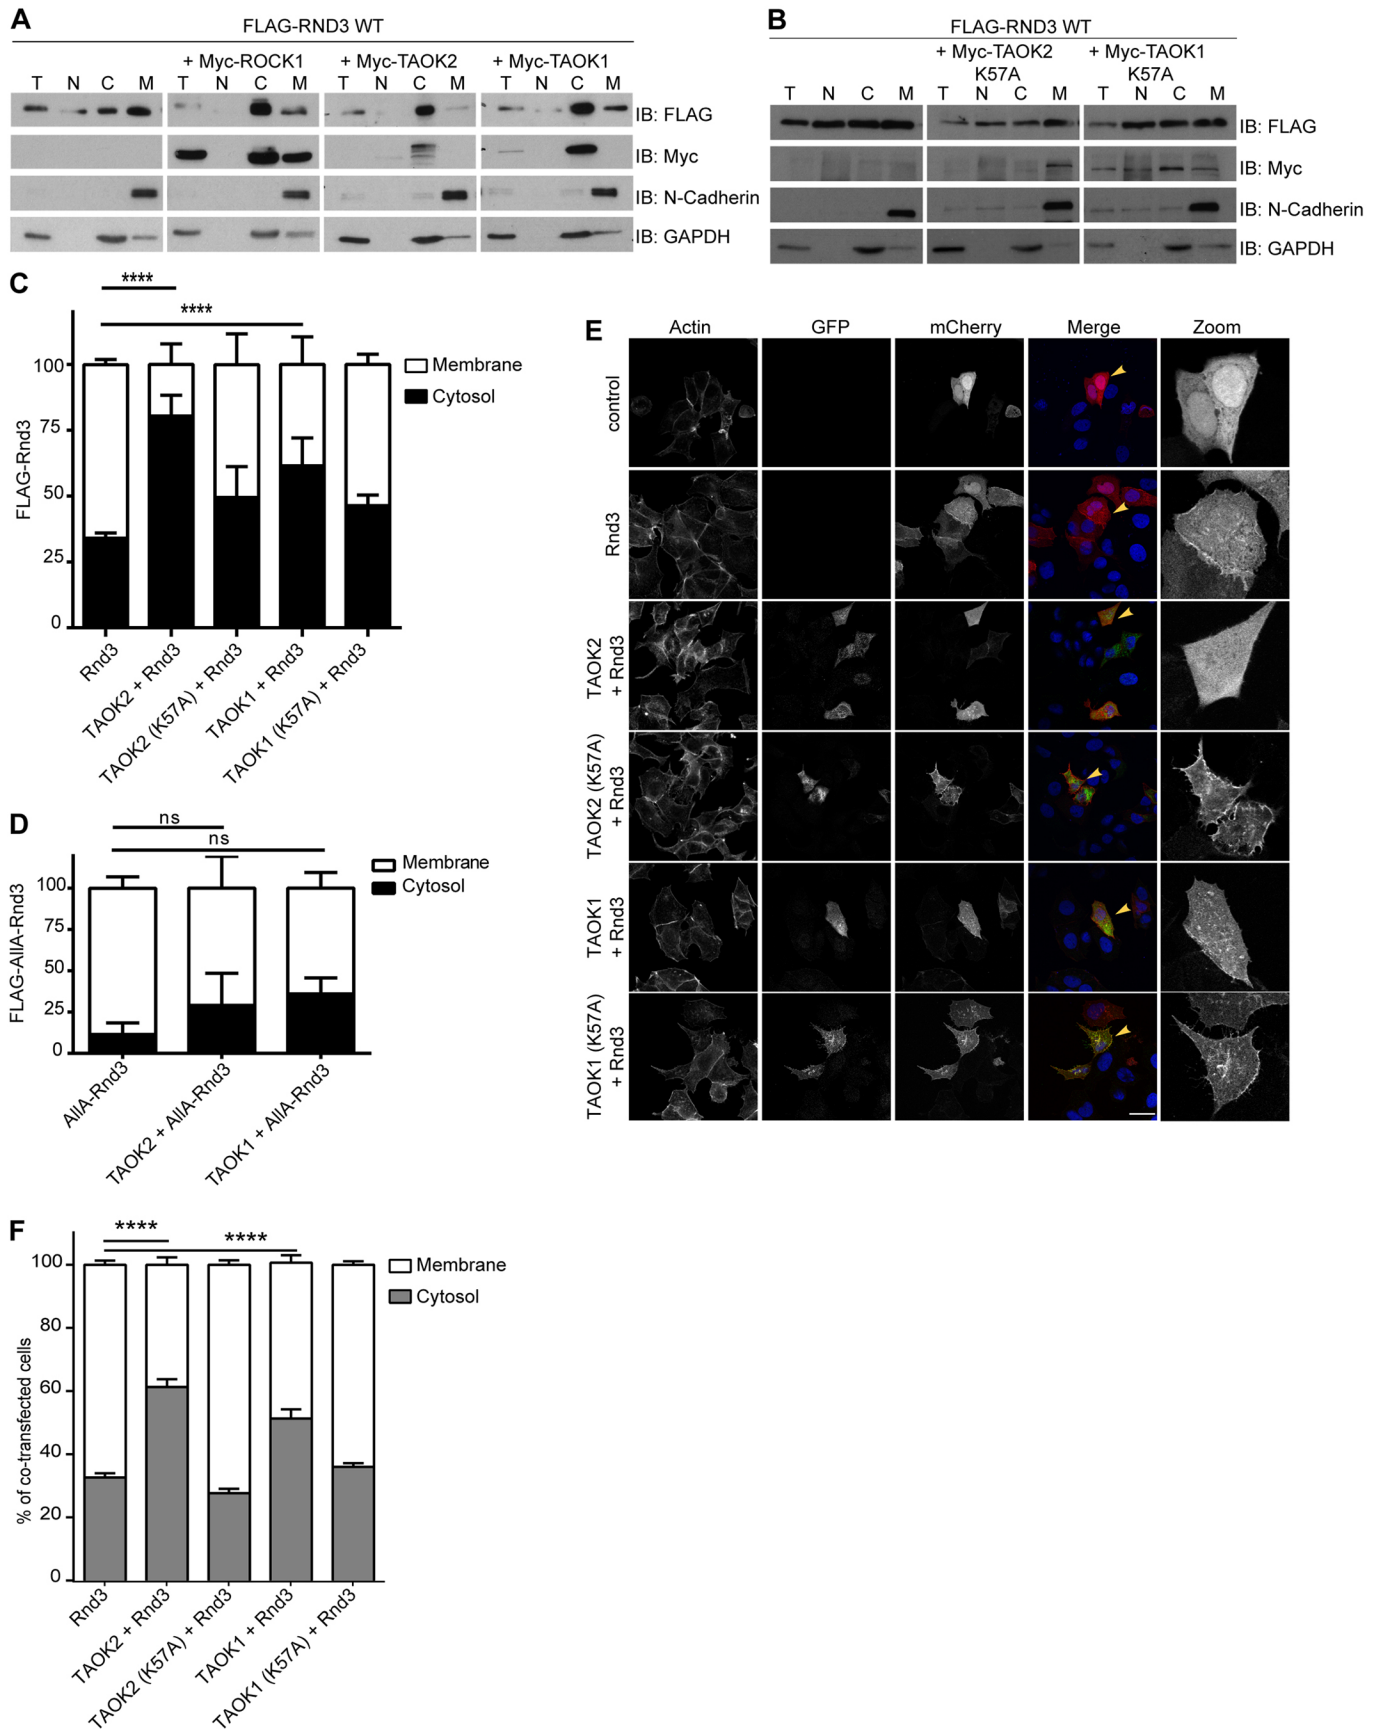 A
FLAG-RND3 WT
+ Myc-ROCK1 + Myc-TAOK2 + Myc-TAOK1
T N C M T N C M T N C M T N C M
IB: FLAG
IB: Myc
IB: N-Cadherin
IB: GAPDH
B
FLAG-RND3 WT
+ Myc-TAOK2 + Myc-TAOK1
K57A K57A
T N C M T N C M T N C M
IB: FLAG
IB: Myc
IB: N-Cadherin
IB: GAPDH
C
****
****
FLAG-Rnd3
100
75
50
25
0
Membrane
Cytosol
Rnd3
TAOK2 + Rnd3
TAOK2 (K57A) + Rnd3
TAOK1 + Rnd3
TAOK1 (K57A) + Rnd3
D
ns
ns
FLAG-AllA-Rnd3
100
75
50
25
0
Membrane
Cytosol
AllA-Rnd3
TAOK2 + AllA-Rnd3
TAOK1 + AllA-Rnd3
E
Actin GFP mCherry Merge Zoom
control
Rnd3
TAOK2
+ Rnd3
TAOK2 (K57A)
+ Rnd3
TAOK1
+ Rnd3
TAOK1 (K57A)
+ Rnd3
F
****
****
% of co-transfected cells
100
80
60
40
20
0
Membrane
Cytosol
Rnd3
TAOK2 + Rnd3
TAOK2 (K57A) + Rnd3
TAOK1 + Rnd3
TAOK1 (K57A) + Rnd3